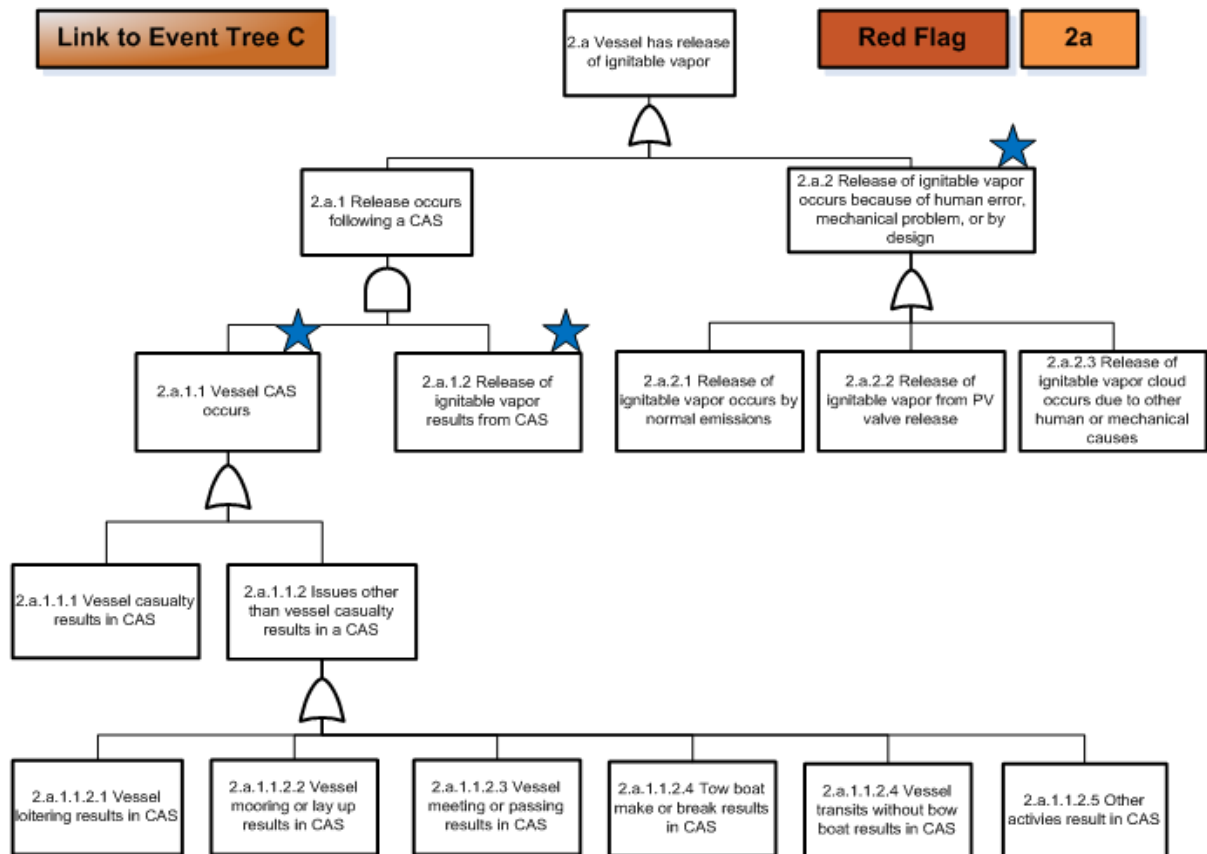 Link to Event Tree C
2.a Vessel has release
of ignitable vapor
Red Flag
2a
2.a.1 Release occurs
following a CAS
2.a.2 Release of ignitable vapor
occurs because of human error,
mechanical problem, or by
design
2.a.1.1 Vessel CAS
occurs
2.a.1.2 Release of
ignitable vapor
results from CAS
2.a.2.1 Release of
ignitable vapor occurs by
normal emissions
2.a.2.2 Release of
ignitable vapor from PV
valve release
2.a.2.3 Release of
ignitable vapor cloud
occurs due to other
human or mechanical
causes
2.a.1.1.1 Vessel casualty
results in CAS
2.a.1.1.2 Issues other
than vessel casualty
results in a CAS
2.a.1.1.2.1 Vessel
loitering results in CAS
2.a.1.1.2.2 Vessel
mooring or lay up
results in CAS
2.a.1.1.2.3 Vessel
meeting or passing
results in CAS
2.a.1.1.2.4 Tow boat
make or break results
in CAS
2.a.1.1.2.4 Vessel
transits without bow
boat results in CAS
2.a.1.1.2.5 Other
activies result in CAS